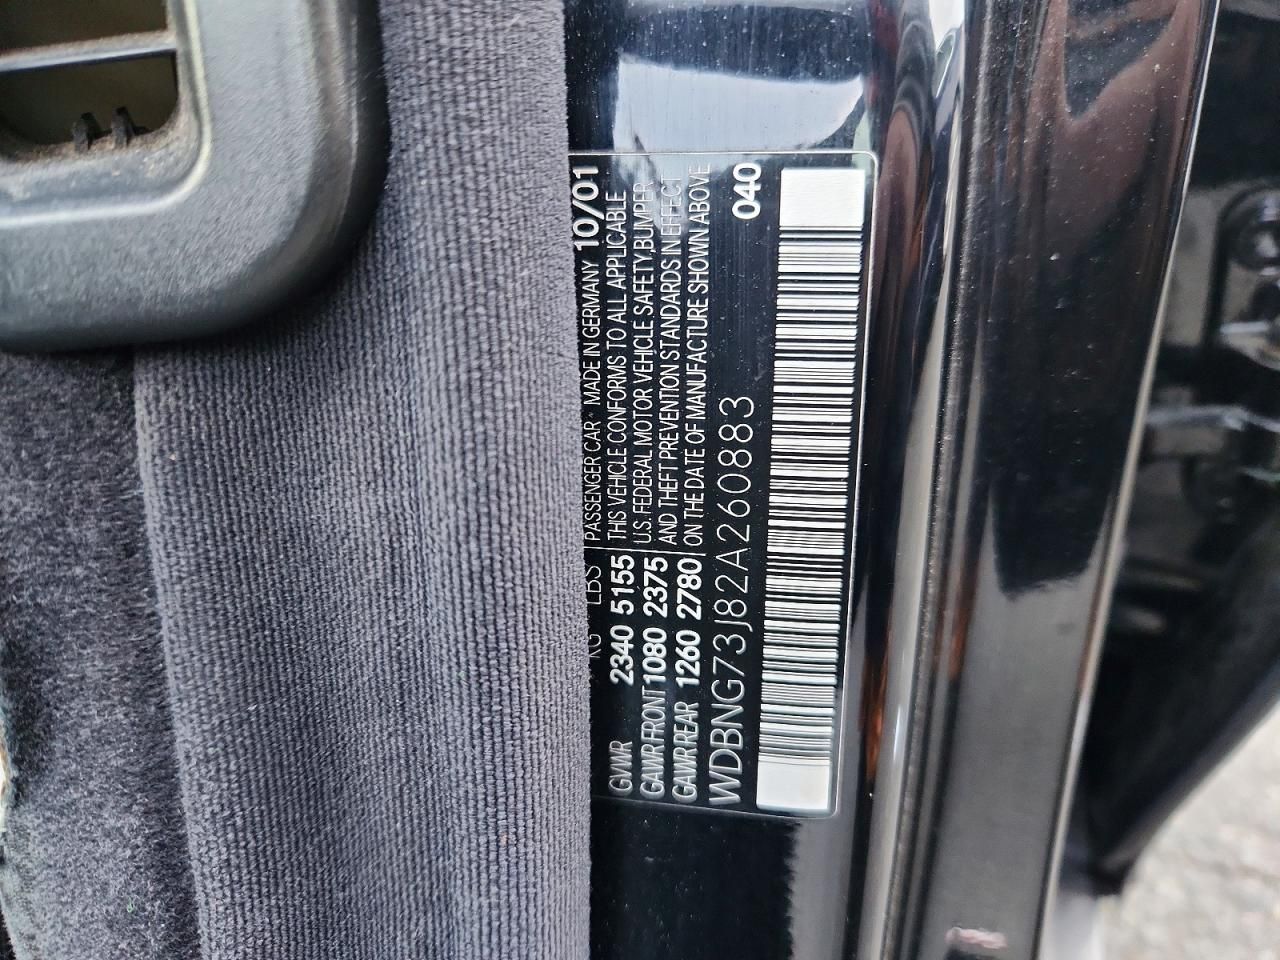 KG LBS
GVWR 2340 5155
GAWR FRONT 1080 2375
GAWR REAR 1260 2780
PASSENGER CAR * MADE IN GERMANY 10/01
THIS VEHICLE CONFORMS TO ALL APPLICABLE
U.S. FEDERAL MOTOR VEHICLE SAFETY,BUMPER
AND THEFT PREVENTION STANDARDS IN EFFECT
ON THE DATE OF MANUFACTURE SHOWN ABOVE
WDBNG73J82A260883 040